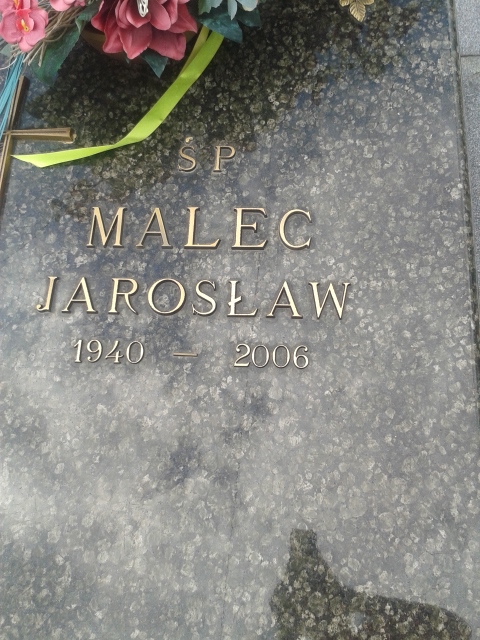 ŚP
MALEC
JAROSŁAW
1940 — 2006